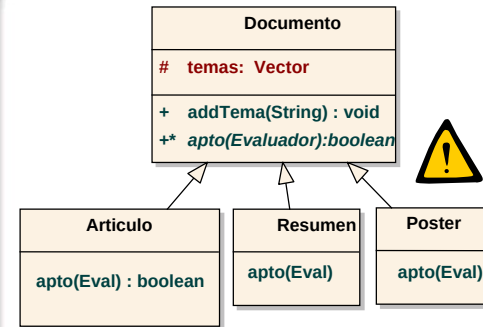 Documento
# temas: Vector
+ addTema(String) : void
+* apto(Evaluador):boolean
!
Articulo
apto(Eval) : boolean
Resumen
apto(Eval)
Poster
apto(Eval)